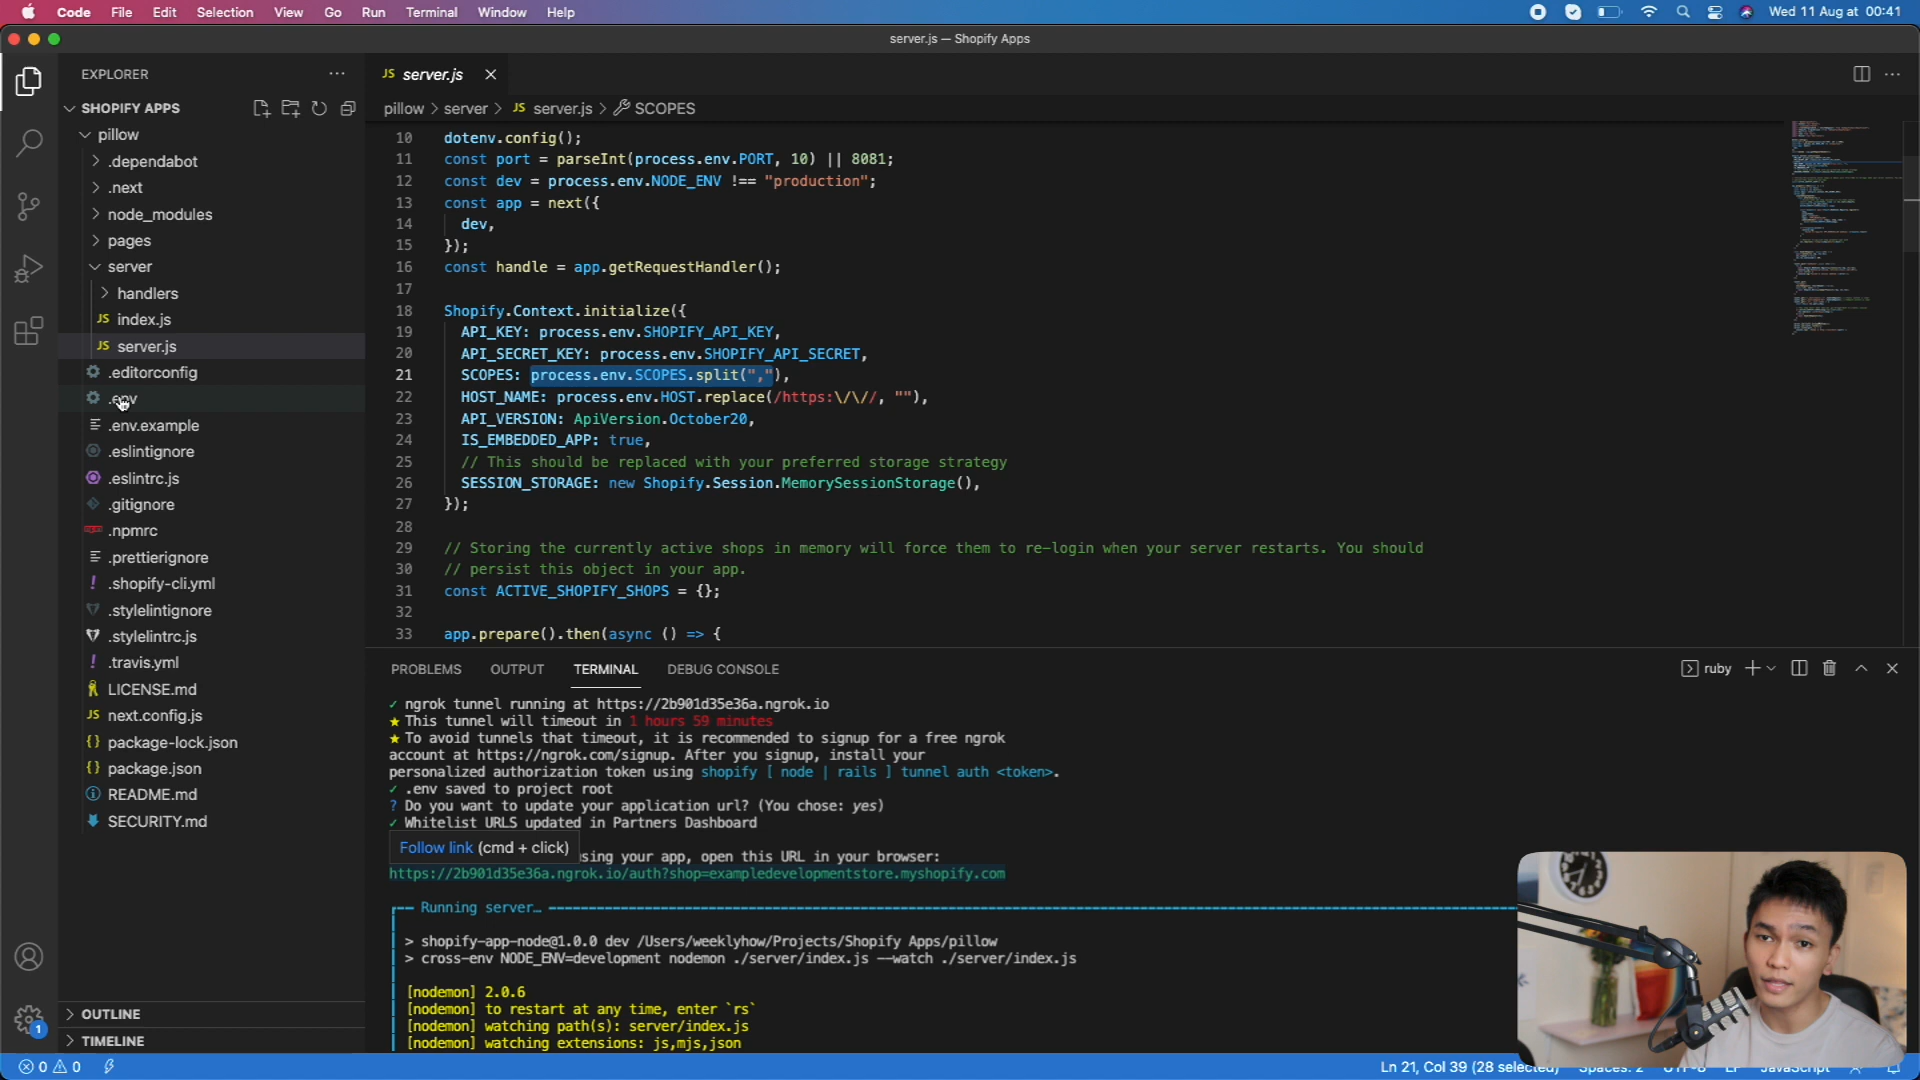 Code File Edit Selection View Go Run Terminal Window Help Wed 11 Aug at 00:41
server.js — Shopify Apps
EXPLORER
SHOPIFY APPS
pillow
.dependabot
.next
node_modules
pages
server
handlers
JS index.js
JS server.js
.editorconfig
.env
.env.example
.eslintignore
.eslintrc.js
.gitignore
.npmrc
.prettierignore
! .shopify-cli.yml
.stylelintignore
.stylelintrc.js
! .travis.yml
LICENSE.md
JS next.config.js
{} package-lock.json
{} package.json
README.md
SECURITY.md
OUTLINE
TIMELINE
1
JS server.js
pillow > server > JS server.js > SCOPES
10 dotenv.config();
11 const port = parseInt(process.env.PORT, 10) || 8081;
12 const dev = process.env.NODE_ENV !== "production";
13 const app = next({
14 dev,
15 });
16 const handle = app.getRequestHandler();
17
18 Shopify.Context.initialize({
19 API_KEY: process.env.SHOPIFY_API_KEY,
20 API_SECRET_KEY: process.env.SHOPIFY_API_SECRET,
21 SCOPES: process.env.SCOPES.split(","),
22 HOST_NAME: process.env.HOST.replace(/https:\/\//, ""),
23 API_VERSION: ApiVersion.October20,
24 IS_EMBEDDED_APP: true,
25 // This should be replaced with your preferred storage strategy
26 SESSION_STORAGE: new Shopify.Session.MemorySessionStorage(),
27 });
28
29 // Storing the currently active shops in memory will force them to re-login when your server restarts. You should
30 // persist this object in your app.
31 const ACTIVE_SHOPIFY_SHOPS = {};
32
33 app.prepare().then(async () => {
PROBLEMS OUTPUT TERMINAL DEBUG CONSOLE ruby
✓ ngrok tunnel running at https://2b901d35e36a.ngrok.io
★ This tunnel will timeout in 1 hours 59 minutes
★ To avoid tunnels that timeout, it is recommended to signup for a free ngrok
account at https://ngrok.com/signup. After you signup, install your
personalized authorization token using shopify [ node | rails ] tunnel auth <token>.
✓ .env saved to project root
? Do you want to update your application url? (You chose: yes)
✓ Whitelist URLS updated in Partners Dashboard
Follow link (cmd + click) sing your app, open this URL in your browser:
https://2b901d35e36a.ngrok.io/auth?shop=exampledevelopmentstore.myshopify.com
Running server…
> shopify-app-node@1.0.0 dev /Users/weeklyhow/Projects/Shopify Apps/pillow
> cross-env NODE_ENV=development nodemon ./server/index.js --watch ./server/index.js
[nodemon] 2.0.6
[nodemon] to restart at any time, enter `rs`
[nodemon] watching path(s): server/index.js
[nodemon] watching extensions: js,mjs,json
0 0 Ln 21, Col 39 (28 selected) Spaces: 2 UTF-8 LF JavaScript